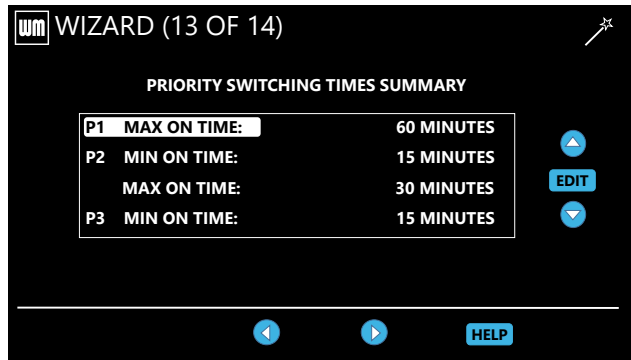 wm WIZARD (13 OF 14)
PRIORITY SWITCHING TIMES SUMMARY
P1 MAX ON TIME: 60 MINUTES
P2 MIN ON TIME: 15 MINUTES
MAX ON TIME: 30 MINUTES
EDIT
P3 MIN ON TIME: 15 MINUTES
HELP